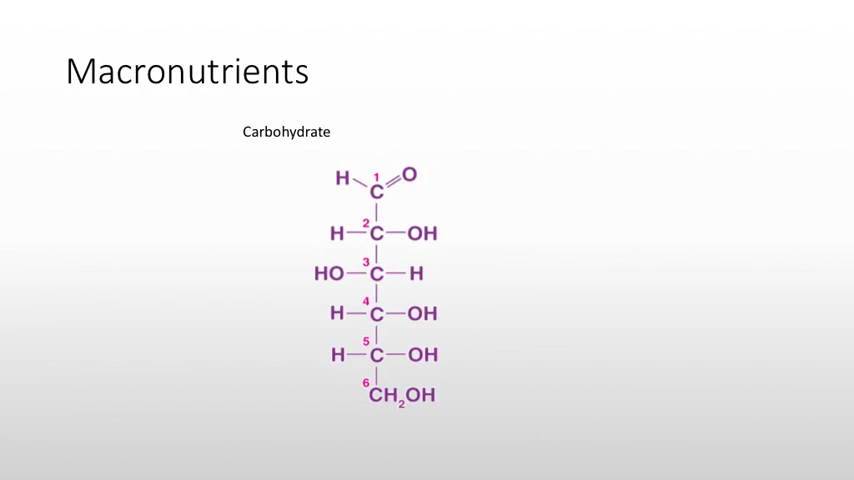 Macronutrients
Carbohydrate
H 1 C O
H 2 C OH
HO 3 C H
H 4 C OH
H 5 C OH
6 CH2OH